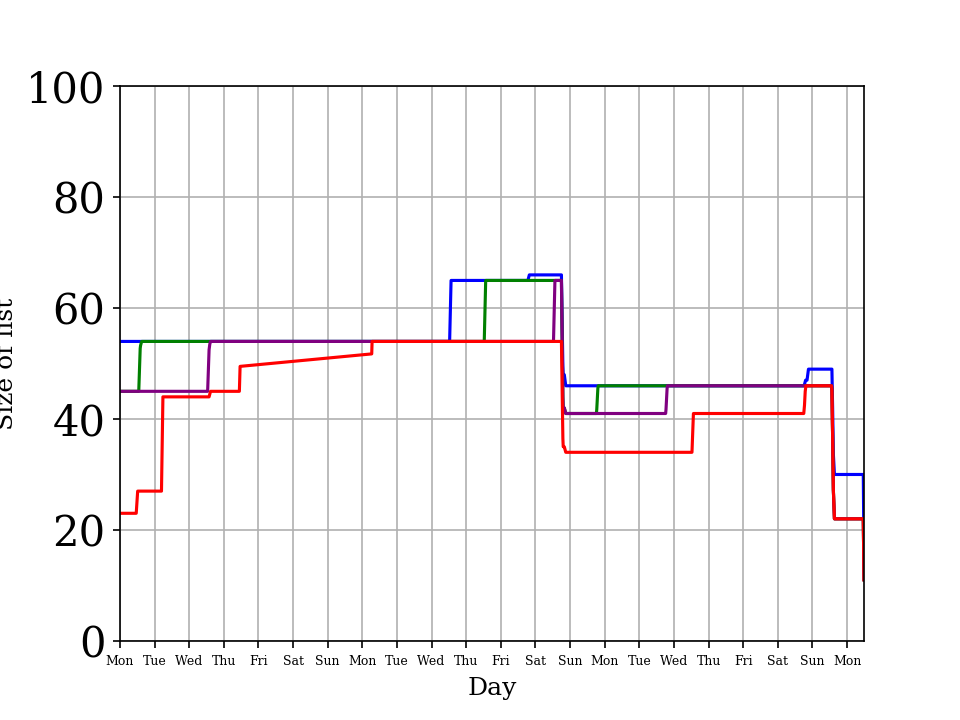 100
80
60
40
20
0
Size of list
Mon Tue Wed Thu Fri Sat Sun Mon Tue Wed Thu Fri Sat Sun Mon Tue Wed Thu Fri Sat Sun Mon
Day